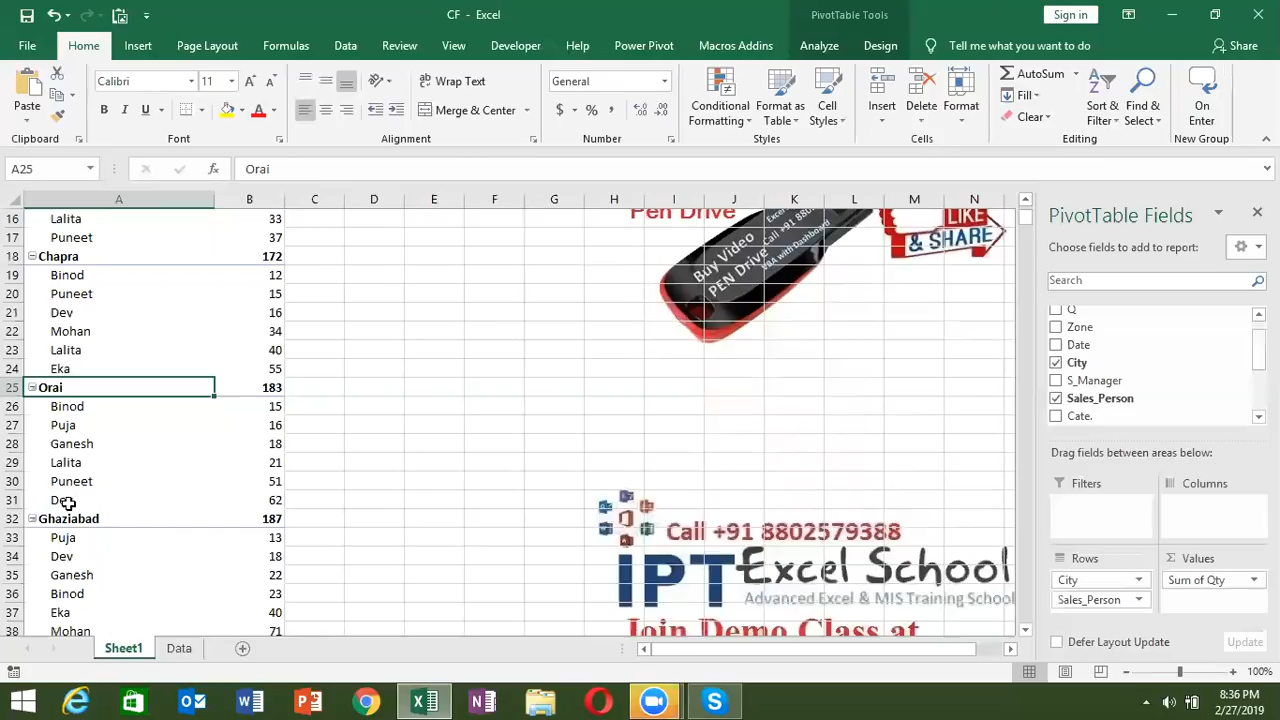 CF - Excel
PivotTable Tools
Sign in
File
Home
Insert
Page Layout
Formulas
Data
Review
View
Developer
Help
Power Pivot
Macros Addins
Analyze
Design
Tell me what you want to do
Share
Paste
Calibri
11
Wrap Text
Merge & Center
General
Conditional Formatting
Format as Table
Cell Styles
Insert
Delete
Format
AutoSum
Fill
Clear
Sort & Filter
Find & Select
On Enter
Clipboard
Font
Alignment
Number
Styles
Cells
Editing
New Group
A25
Orai
A B C D E F G H I J K L M N
16 Lalita 33
17 Puneet 37
18 Chapra 172
19 Binod 12
20 Puneet 15
21 Dev 16
22 Mohan 34
23 Lalita 40
24 Eka 55
25 Orai 183
26 Binod 15
27 Puja 16
28 Ganesh 18
29 Lalita 21
30 Puneet 51
31 62
32 Ghaziabad 187
33 Puja 13
34 Dev 18
35 Ganesh 22
36 Binod 23
37 Eka 40
38 Mohan 71
Pen Drive
Call +91 880
Buy Video
PEN Drive
VBA with Dashboard
LIKE
& SHARE
Call +91 8802579388
IPT Excel School
Advanced Excel & MIS Training School
Join Demo Class at
PivotTable Fields
Choose fields to add to report:
Search
Q
Zone
Date
City
S_Manager
Sales_Person
Cate.
Drag fields between areas below:
Filters
Columns
Rows
Values
City
Sum of Qty
Sales_Person
Defer Layout Update
Update
Sheet1
Data
100%
8:36 PM
2/27/2019